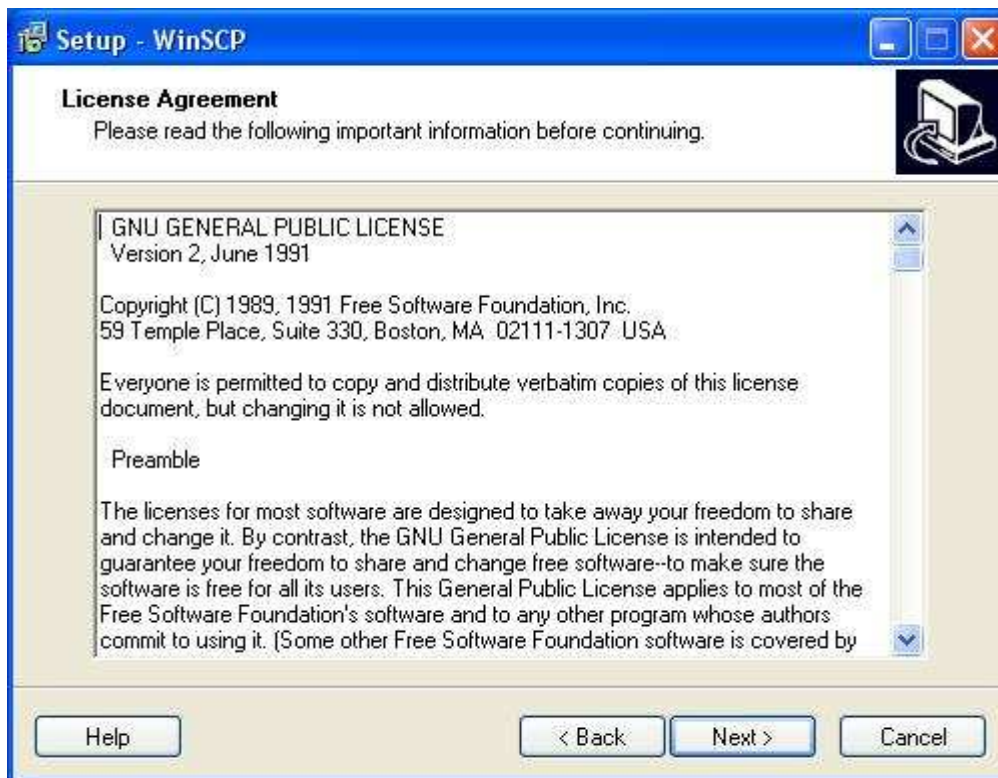 Setup - WinSCP
License Agreement
Please read the following important information before continuing.
GNU GENERAL PUBLIC LICENSE
Version 2, June 1991
Copyright (C) 1989, 1991 Free Software Foundation, Inc.
59 Temple Place, Suite 330, Boston, MA  02111-1307  USA
Everyone is permitted to copy and distribute verbatim copies of this license
document, but changing it is not allowed.
Preamble
The licenses for most software are designed to take away your freedom to share
and change it. By contrast, the GNU General Public License is intended to
guarantee your freedom to share and change free software--to make sure the
software is free for all its users. This General Public License applies to most of the
Free Software Foundation's software and to any other program whose authors
commit to using it. (Some other Free Software Foundation software is covered by
Help
< Back
Next >
Cancel